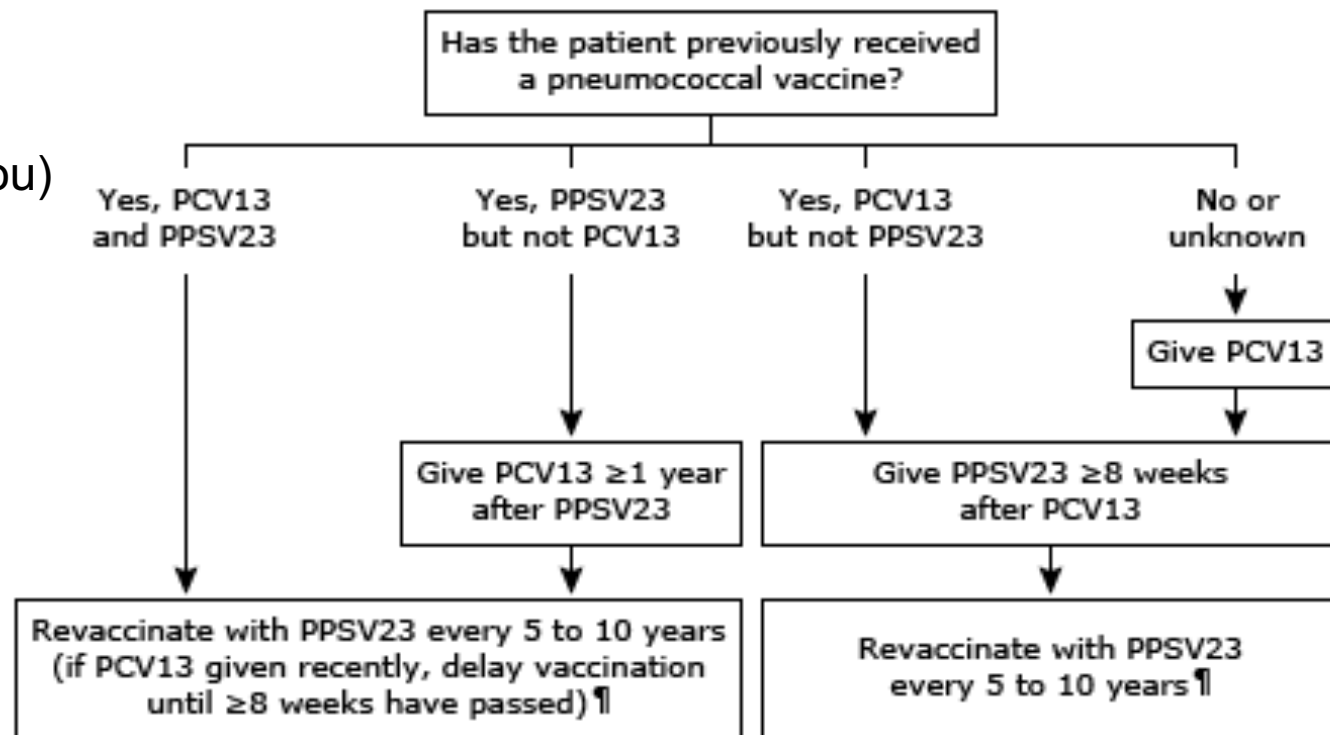 Has the patient previously received
a pneumococcal vaccine?
ou)
Yes, PCV13
and PPSV23
Yes, PPSV23
but not PCV13
Yes, PCV13
but not PPSV23
No or
unknown
Give PCV13
Give PCV13 ≥1 year
after PPSV23
Give PPSV23 ≥8 weeks
after PCV13
Revaccinate with PPSV23 every 5 to 10 years
(if PCV13 given recently, delay vaccination
until ≥8 weeks have passed)¶
Revaccinate with PPSV23
every 5 to 10 years¶